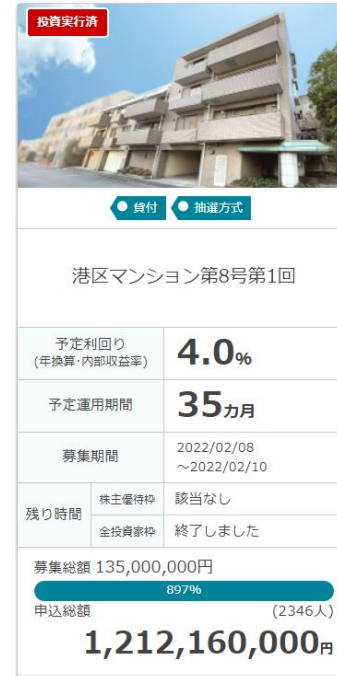 投資実行済
貸付 抽選方式
港区マンション第8号第1回
予定利回り
(年換算・内部収益率)
4.0%
予定運用期間
35カ月
募集期間
2022/02/08
～2022/02/10
残り時間
株主優待枠 該当なし
全投資家枠 終了しました
募集総額 135,000,000円
897%
申込総額 (2346人)
1,212,160,000円